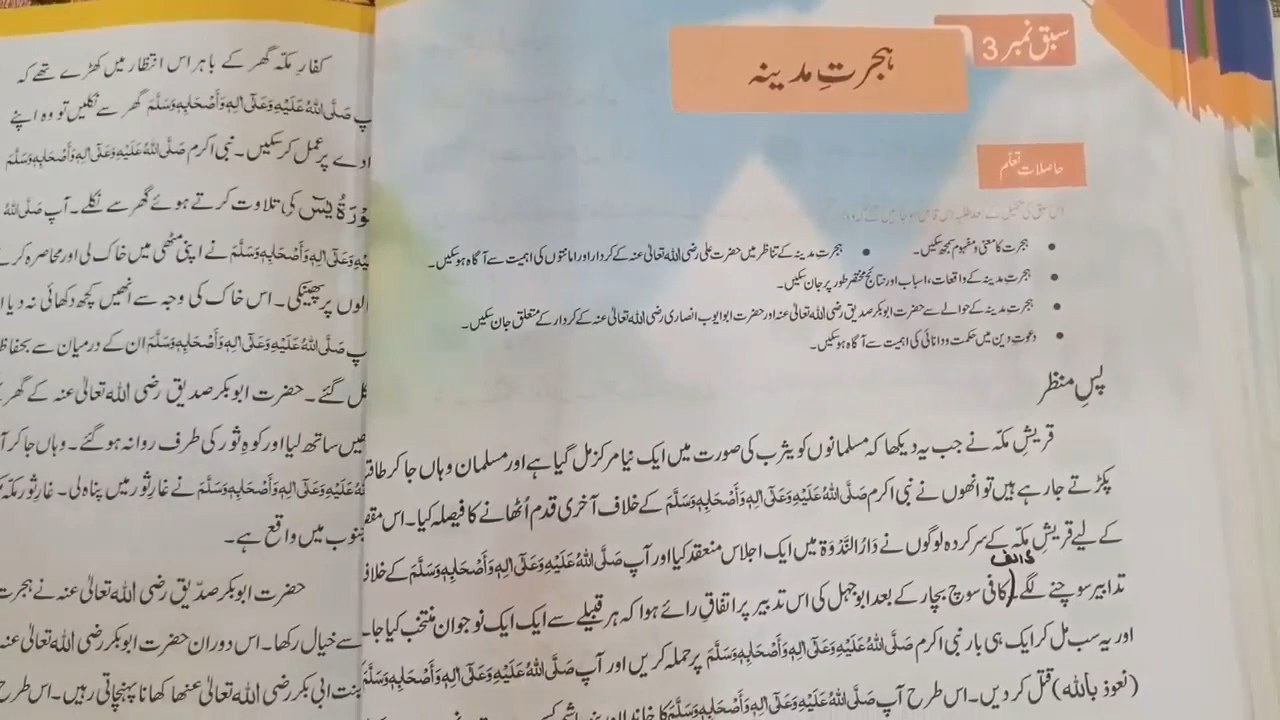 سبق نمبر 3
ہجرتِ مدینہ
حاصلاتِ تعلّم
ہجرت کا معنی و مفہوم سمجھ سکیں۔
ہجرتِ مدینہ کے تناظر میں حضرت علی رضی اللہ تعالیٰ عنہ کے کردار اور امانتوں کی اہمیت سے آگاہ ہو سکیں۔
ہجرتِ مدینہ کے واقعات، اسباب اور نتائج مختصر طور پر جان سکیں۔
ہجرتِ مدینہ کے حوالے سے حضرت ابوبکر صدیق رضی اللہ تعالیٰ عنہ اور حضرت ابو ایوب انصاری رضی اللہ تعالیٰ عنہ کے کردار کے متعلق جان سکیں۔
دعوتِ دین میں حکمت و دانائی کی اہمیت سے آگاہ ہو سکیں۔
پسِ منظر
قریشِ مکّہ نے جب یہ دیکھا کہ مسلمانوں کو یثرب کی صورت میں ایک نیا مرکز مل گیا ہے اور مسلمان وہاں جا کر
پکڑتے جا رہے ہیں تو انھوں نے نبی اکرم صَلَّی اللّٰهُ عَلَیْهِ وَعَلٰٓی اٰلِهٖ وَأَصْحَابِهٖ وَسَلَّمَ کے خلاف آخری قدم اُٹھانے کا فیصلہ کیا۔ اس
کے لیے قریشِ مکّہ کے سرکردہ لوگوں نے دَارُالنَّدْوَة میں ایک اجلاس منعقد کیا اور آپ صَلَّی اللّٰهُ عَلَیْهِ وَعَلٰٓی اٰلِهٖ وَأَصْحَابِهٖ وَسَلَّمَ کے
تدابیر سوچنے لگے۔ (کافی سوچ بچار کے بعد ابو جہل کی اس تدبیر پر اتفاقِ رائے ہوا کہ ہر قبیلے سے ایک ایک نوجوان منتخب کیا
اور یہ سب مل کر ایک ہی بار نبی اکرم صَلَّی اللّٰهُ عَلَیْهِ وَعَلٰٓی اٰلِهٖ وَأَصْحَابِهٖ وَسَلَّمَ پر حملہ کریں اور آپ صَلَّی اللّٰهُ عَلَیْهِ وَعَلٰٓی اٰلِهٖ وَأَصْحَابِهٖ وَسَلَّمَ
(نعوذ باللہ) قتل کر دیں۔ اس طرح آپ صَلَّی اللّٰهُ عَلَیْهِ وَعَلٰٓی اٰلِهٖ وَأَصْحَابِهٖ وَسَلَّمَ کا خاندان
کفارِ مکّہ گھر کے باہر اس انتظار میں کھڑے تھے کہ
صَلَّی اللّٰهُ عَلَیْهِ وَعَلٰٓی اٰلِهٖ وَأَصْحَابِهٖ وَسَلَّمَ گھر سے نکلیں تو وہ اپنے
پر عمل کر سکیں۔ نبی اکرم صَلَّی اللّٰهُ عَلَیْهِ وَعَلٰٓی اٰلِهٖ وَأَصْحَابِهٖ وَسَلَّمَ
یٰسٓ کی تلاوت کرتے ہوئے گھر سے نکلے۔ آپ صَلَّی اللّٰهُ
وَعَلٰٓی اٰلِهٖ وَأَصْحَابِهٖ وَسَلَّمَ نے اپنی مٹھی میں خاک لی اور محاصرہ
پر پھینکی۔ اس خاک کی وجہ سے انھیں کچھ دکھائی نہ دیا
صَلَّی اللّٰهُ عَلَیْهِ وَعَلٰٓی اٰلِهٖ وَأَصْحَابِهٖ وَسَلَّمَ ان کے درمیان سے
گئے۔ حضرت ابوبکر صدیق رضی اللہ تعالیٰ عنہ کے گھر
ساتھ لیا اور کوہِ ثور کی طرف روانہ ہو گئے۔ وہاں جا کر
عَلَیْهِ وَعَلٰٓی اٰلِهٖ وَأَصْحَابِهٖ وَسَلَّمَ نے غارِ ثور میں پناہ لی۔ غارِ ثور
میں واقع ہے۔
حضرت ابوبکر صدّیق رضی اللہ تعالیٰ عنہ نے ہجرت
سے خیال رکھا۔ اس دوران حضرت ابوبکر رضی اللہ تعالیٰ عنہ
بنت ابی بکر رضی اللہ تعالیٰ عنھا کھانا پہنچاتی رہیں۔ اس طرح